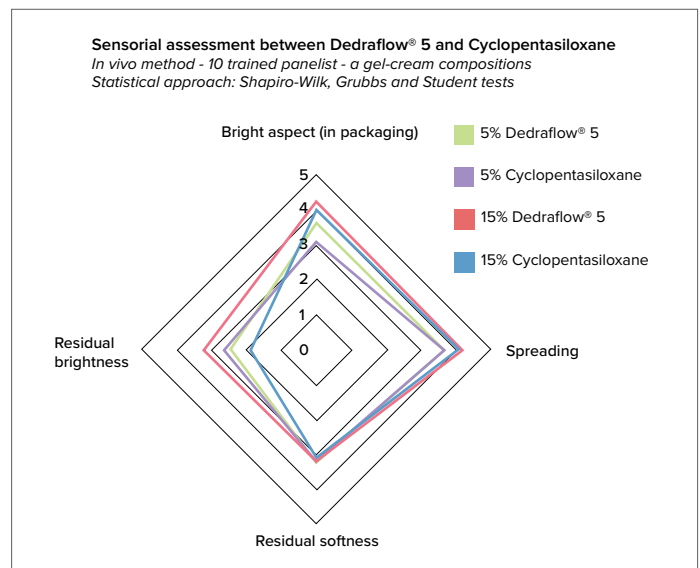 Sensorial assessment between Dedraflow® 5 and Cyclopentasiloxane
In vivo method - 10 trained panelist - a gel-cream compositions
Statistical approach: Shapiro-Wilk, Grubbs and Student tests
Bright aspect (in packaging)
5% Dedraflow® 5
5% Cyclopentasiloxane
15% Dedraflow® 5
15% Cyclopentasiloxane
5
4
3
2
1
0
Residual
brightness
Spreading
Residual softness